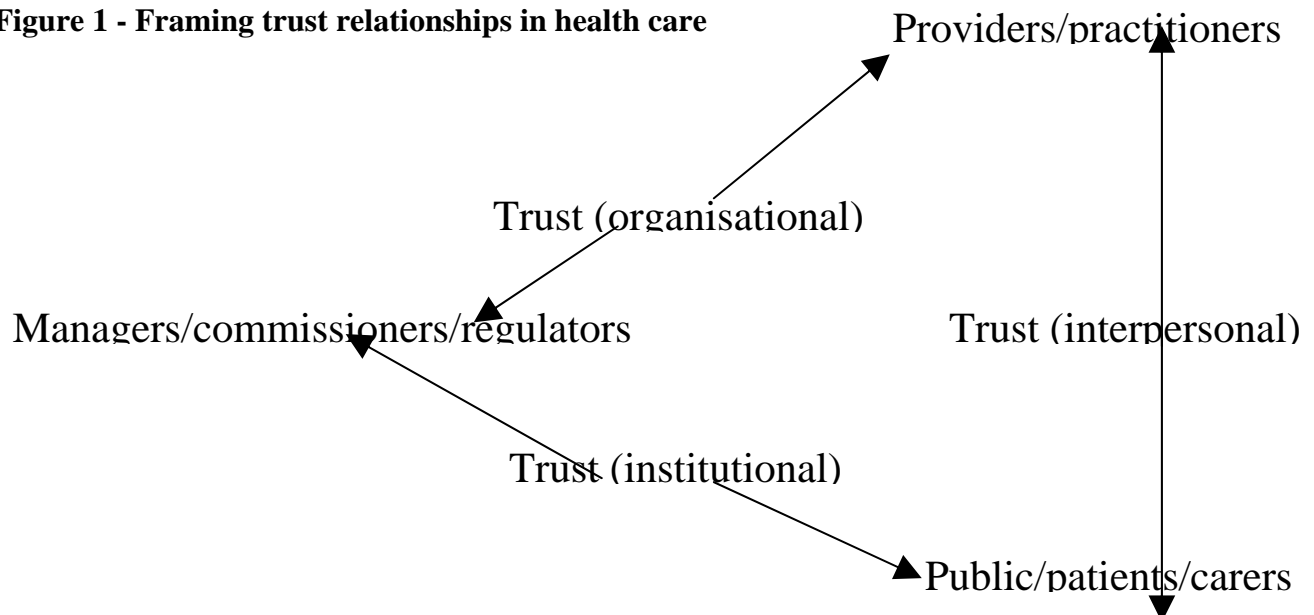 Figure 1 - Framing trust relationships in health care
Providers/practitioners
Trust (organisational)
Managers/commissioners/regulators
Trust (interpersonal)
Trust (institutional)
Public/patients/carers